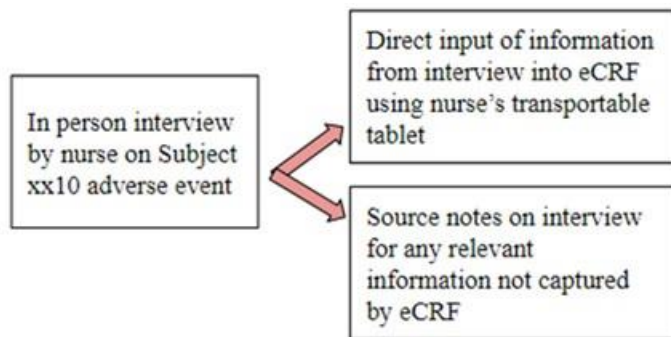 In person interview
by nurse on Subject
xx10 adverse event
Direct input of information
from interview into eCRF
using nurse's transportable
tablet
Source notes on interview
for any relevant
information not captured
by eCRF